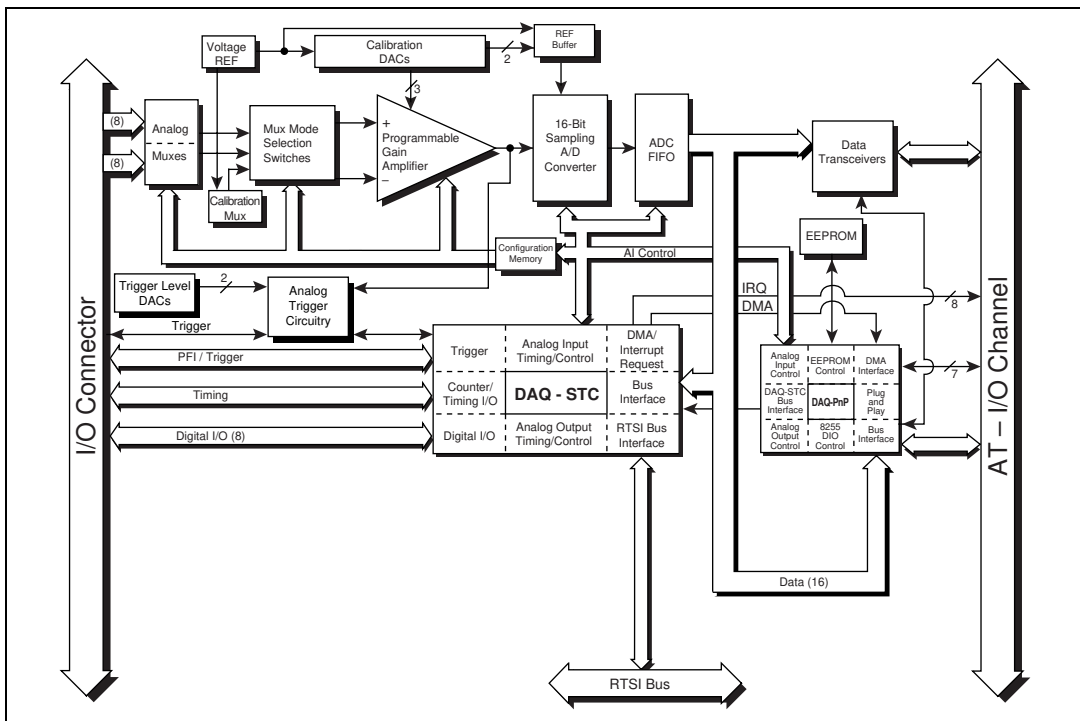 Voltage
REF
Calibration
DACs
2
REF
Buffer
3
(8)
(8)
Analog
Muxes
Mux Mode
Selection
Switches
+
Programmable
Gain
Amplifier
–
16-Bit
Sampling
A/D
Converter
ADC
FIFO
Data
Transceivers
Calibration
Mux
Configuration
Memory
AI Control
EEPROM
Trigger Level
DACs
2
Analog
Trigger
Circuitry
Trigger
IRQ
DMA
8
PFI / Trigger
Timing
Digital I/O (8)
Trigger
Analog Input
Timing/Control
DMA/
Interrupt
Request
Counter/
Timing I/O
DAQ - STC
Bus
Interface
Digital I/O
Analog Output
Timing/Control
RTSI Bus
Interface
Analog
Input
Control
EEPROM
Control
DMA
Interface
7
DAQ-STC
Bus
Interface
DAQ-PnP
Plug
and
Play
Analog
Output
Control
8255
DIO
Control
Bus
Interface
Data (16)
RTSI Bus
I/O Connector
AT – I/O Channel